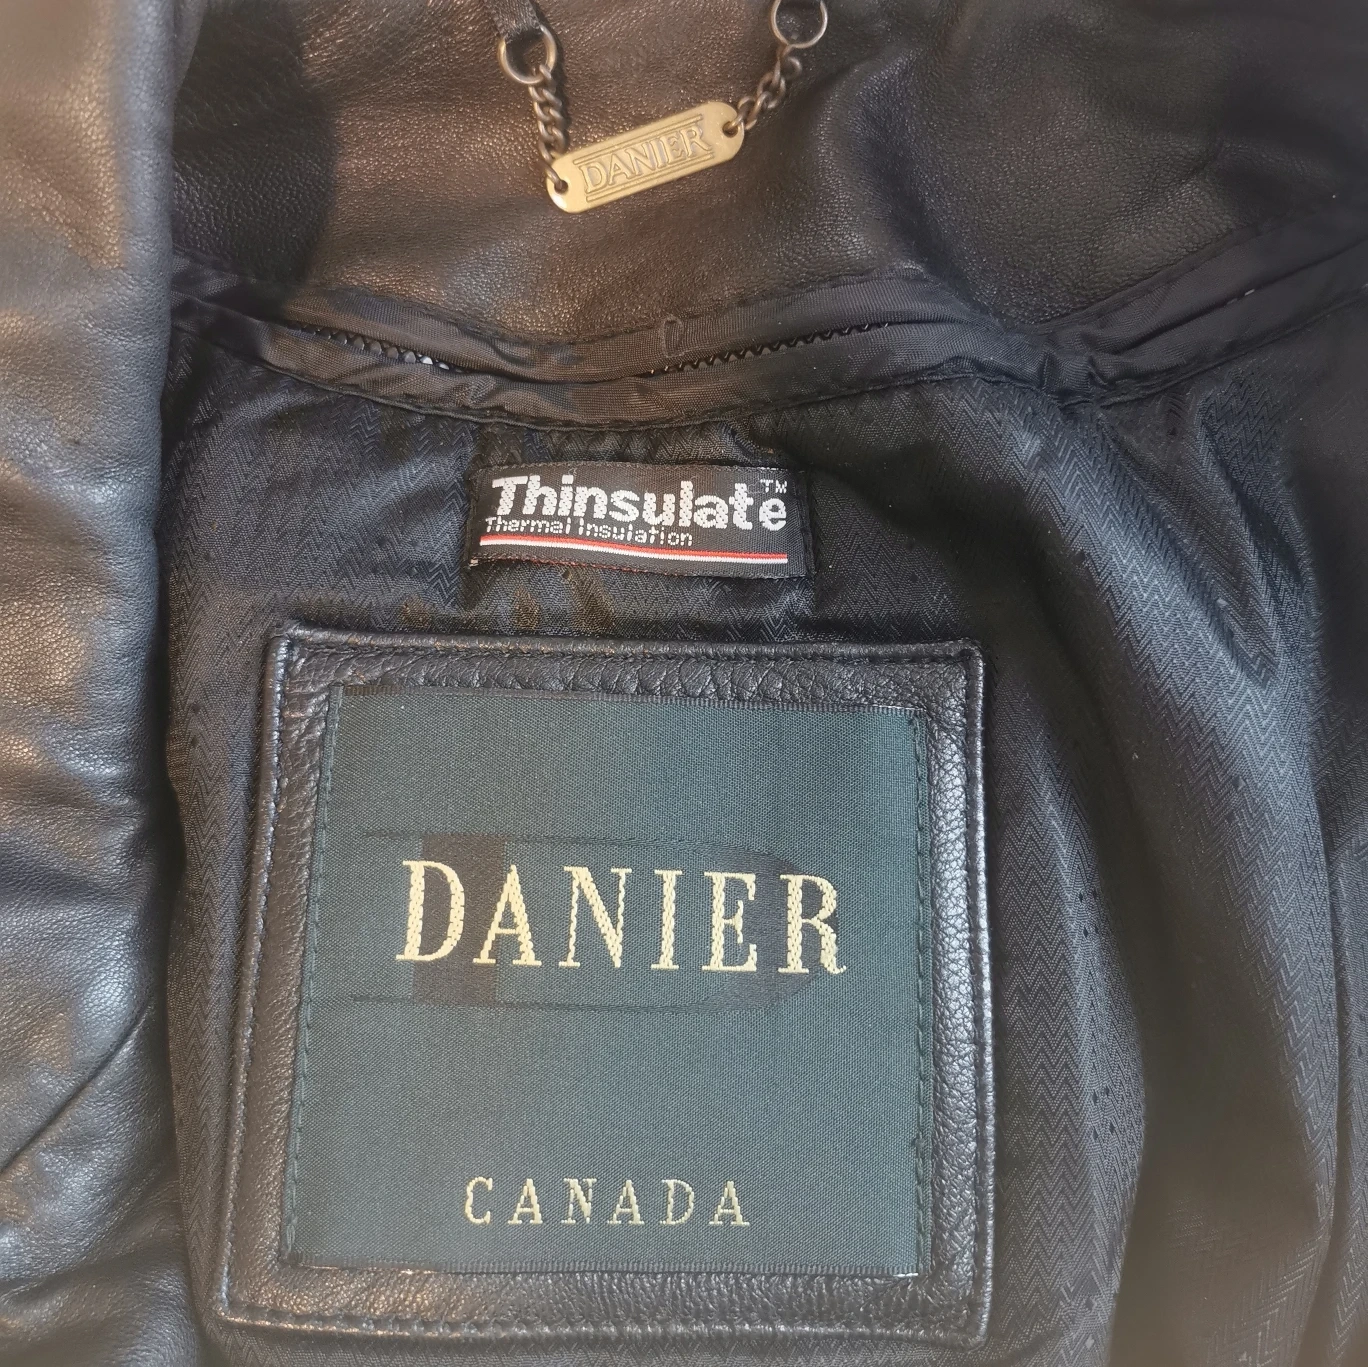 DANIER
Thinsulate™
Thermal Insulation
DANIER
CANADA